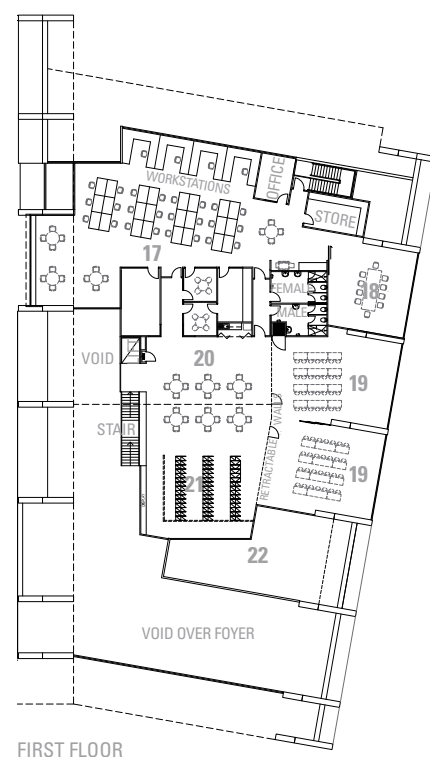 OFFICE
WORKSTATIONS
STORE
17
FEMALE
18
MALE
VOID
20
19
WALL
STAIR
RETRACTABLE
19
21
22
VOID OVER FOYER
FIRST FLOOR